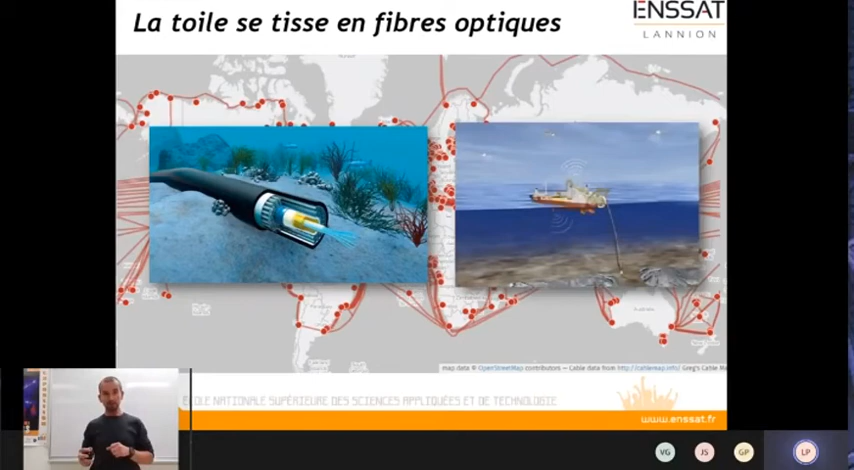 La toile se tisse en fibres optiques
ENSSAT
LANNION
map data © OpenStreetMap contributors — Cable data from http://cablemap.info/ Greg's Cable M
ÉCOLE NATIONALE SUPÉRIEURE DES SCIENCES APPLIQUÉES ET DE TECHNOLOGIE
www.enssat.fr
VG
JS
GP
LP